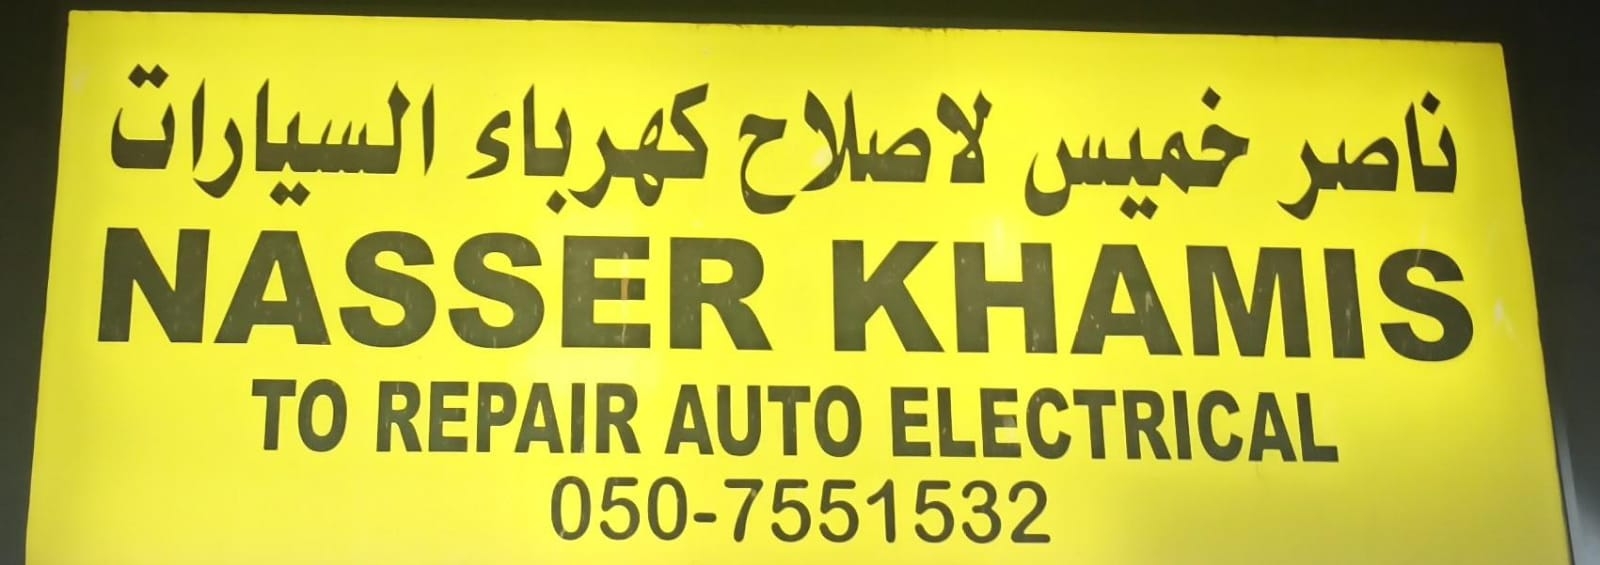 ناصر خميس لاصلاح كهرباء السيارات
NASSER KHAMIS
TO REPAIR AUTO ELECTRICAL
050-7551532